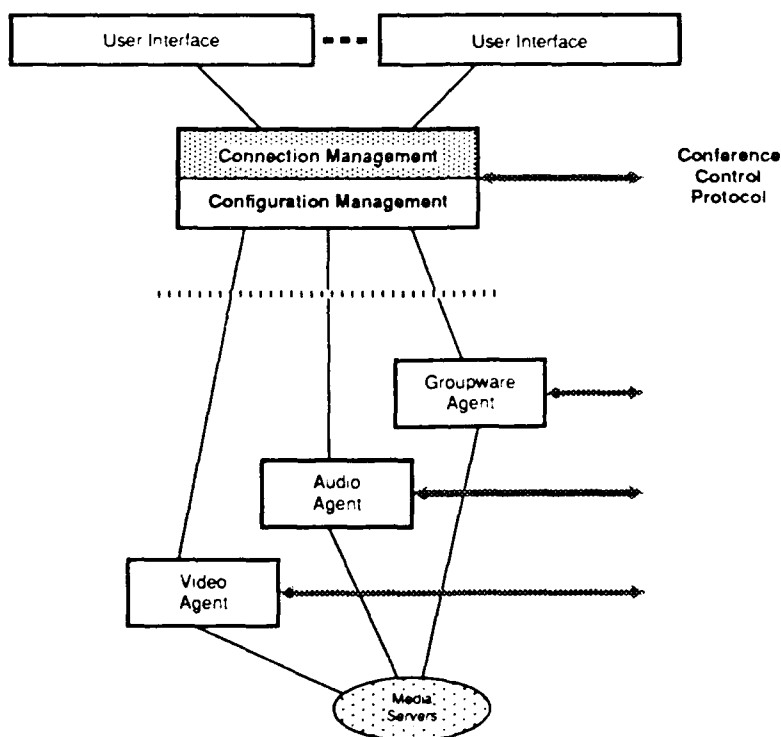 User Interface
User Interface
Connection Management
Configuration Management
Conference
Control
Protocol
Groupware
Agent
Audio
Agent
Video
Agent
Media
Servers